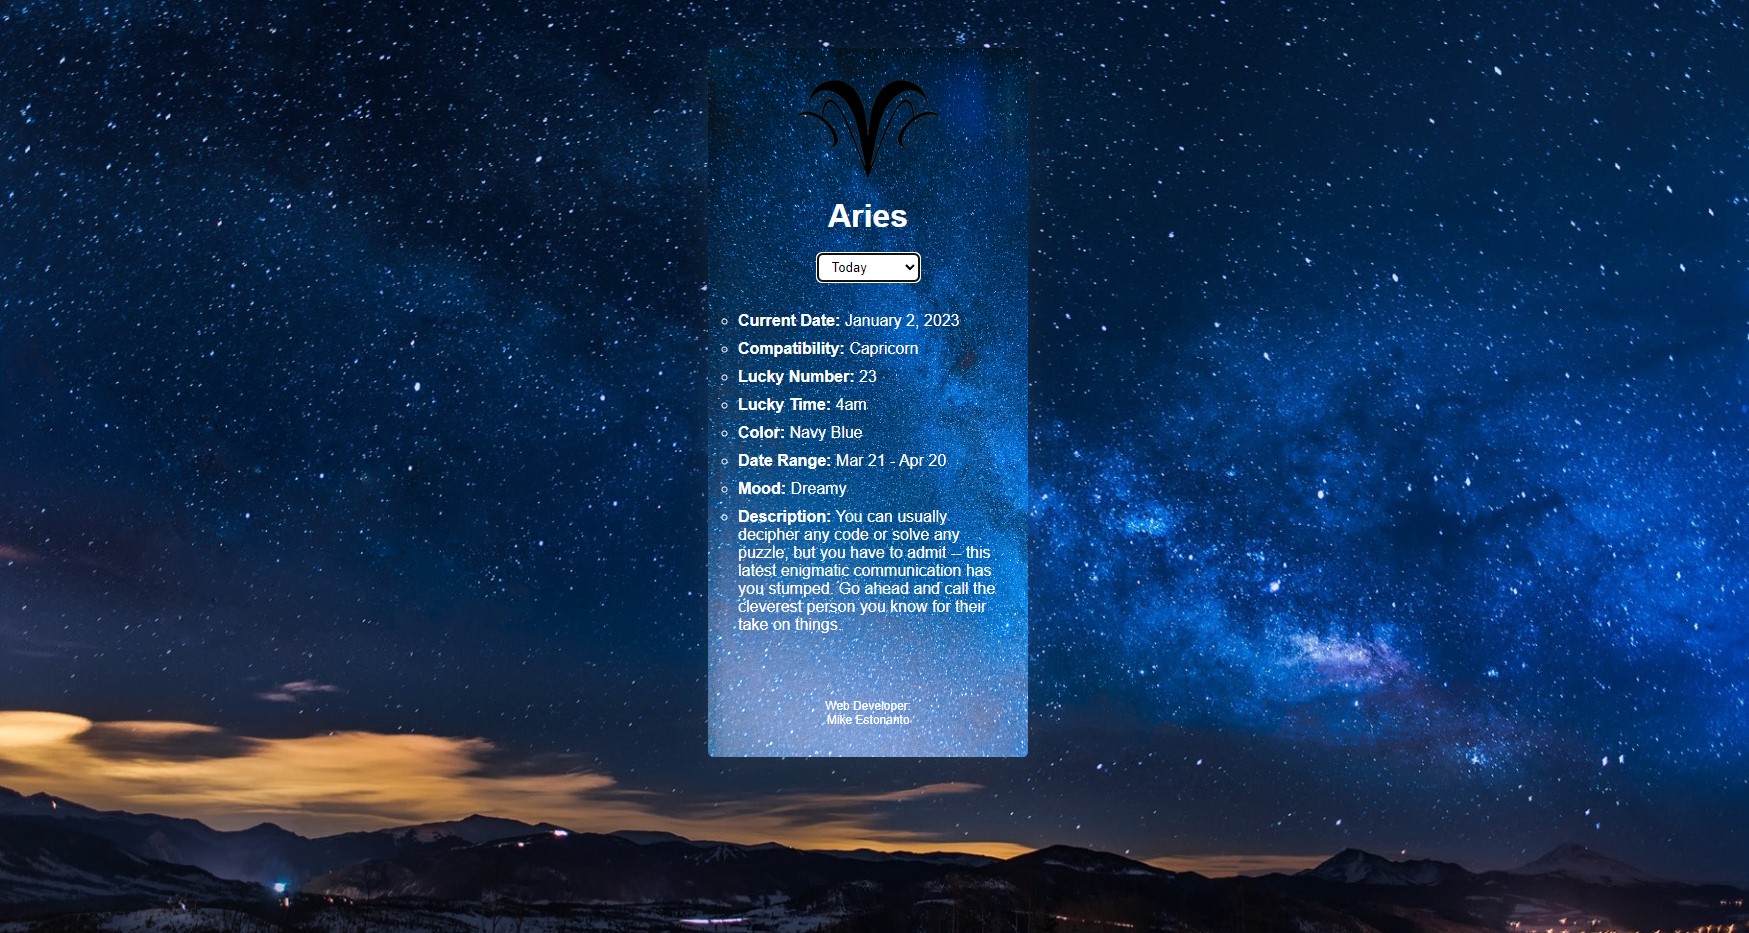 Aries
Today
Current Date: January 2, 2023
Compatibility: Capricorn
Lucky Number: 23
Lucky Time: 4am
Color: Navy Blue
Date Range: Mar 21 - Apr 20
Mood: Dreamy
Description: You can usually
decipher any code or solve any
puzzle, but you have to admit -- this
latest enigmatic communication has
you stumped. Go ahead and call the
cleverest person you know for their
take on things.
Web Developer:
Mike Estonanto